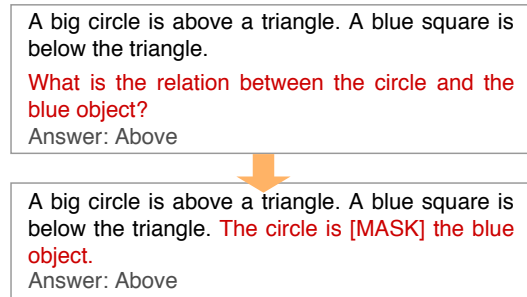 A big circle is above a triangle. A blue square is
below the triangle.
What is the relation between the circle and the
blue object?
Answer: Above
A big circle is above a triangle. A blue square is
below the triangle. The circle is [MASK] the blue
object.
Answer: Above